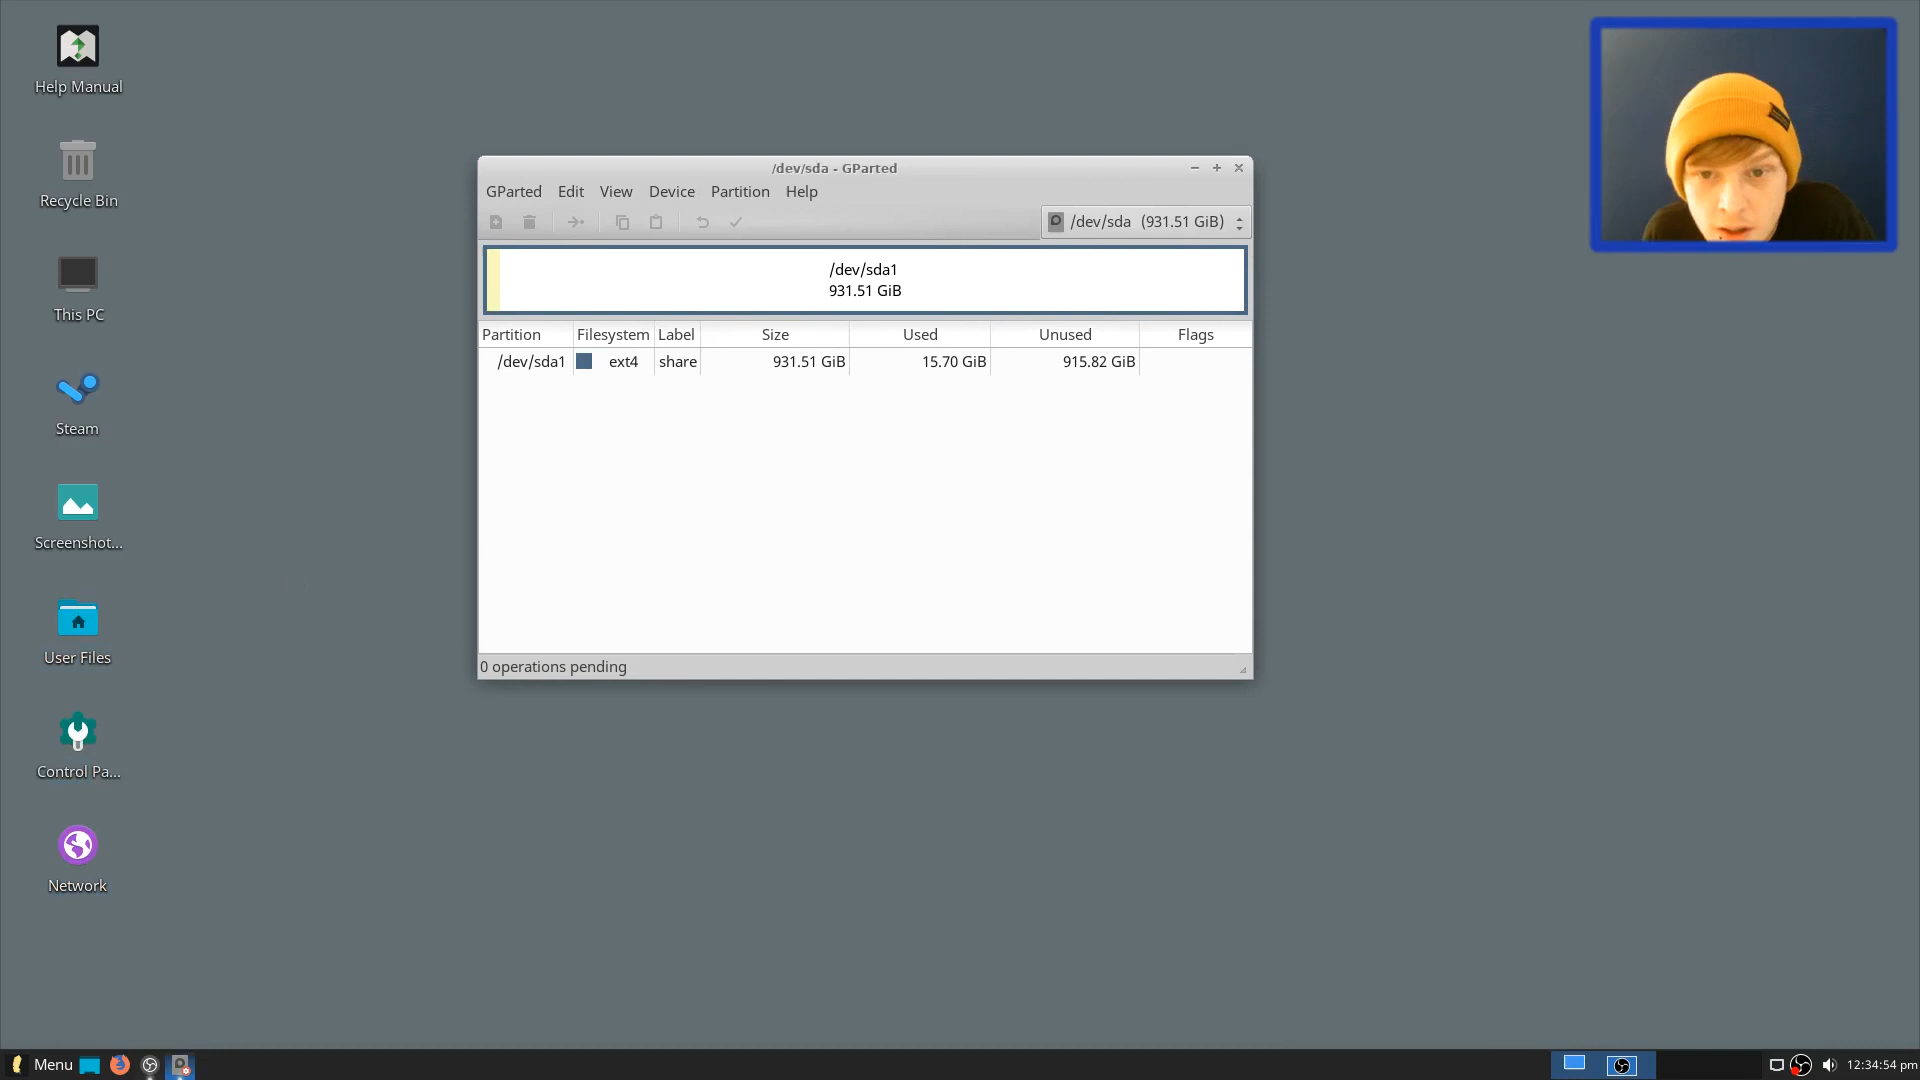 Help Manual
Recycle Bin
This PC
Steam
Screenshot...
User Files
Control Pa...
Network
/dev/sda - GParted
GParted Edit View Device Partition Help
/dev/sda (931.51 GiB)
/dev/sda1
931.51 GiB
Partition Filesystem Label Size Used Unused Flags
/dev/sda1 ext4 share 931.51 GiB 15.70 GiB 915.82 GiB
0 operations pending
Menu 12:34:54 pm